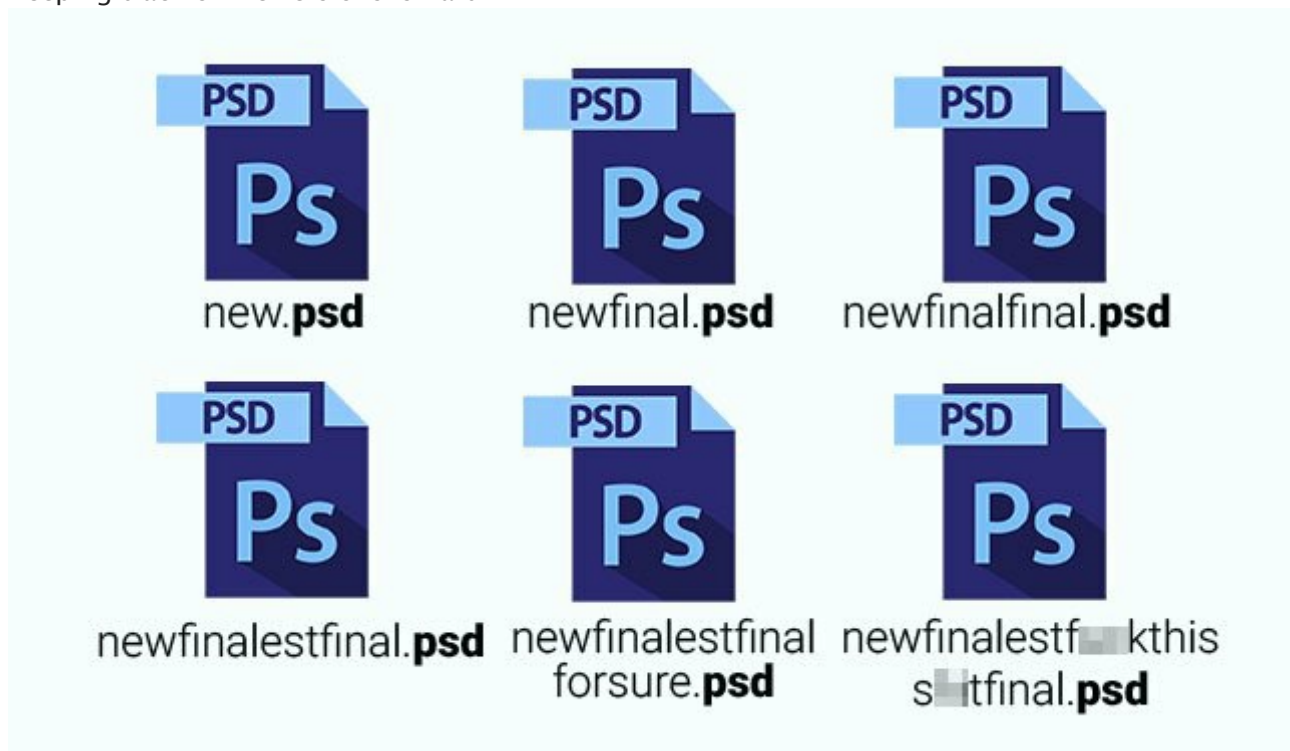 PSD
Ps
new.psd
PSD
Ps
newfinal.psd
PSD
Ps
newfinalfinal.psd
PSD
Ps
newfinalestfinal.psd
PSD
Ps
newfinalestfinal
forsure.psd
PSD
Ps